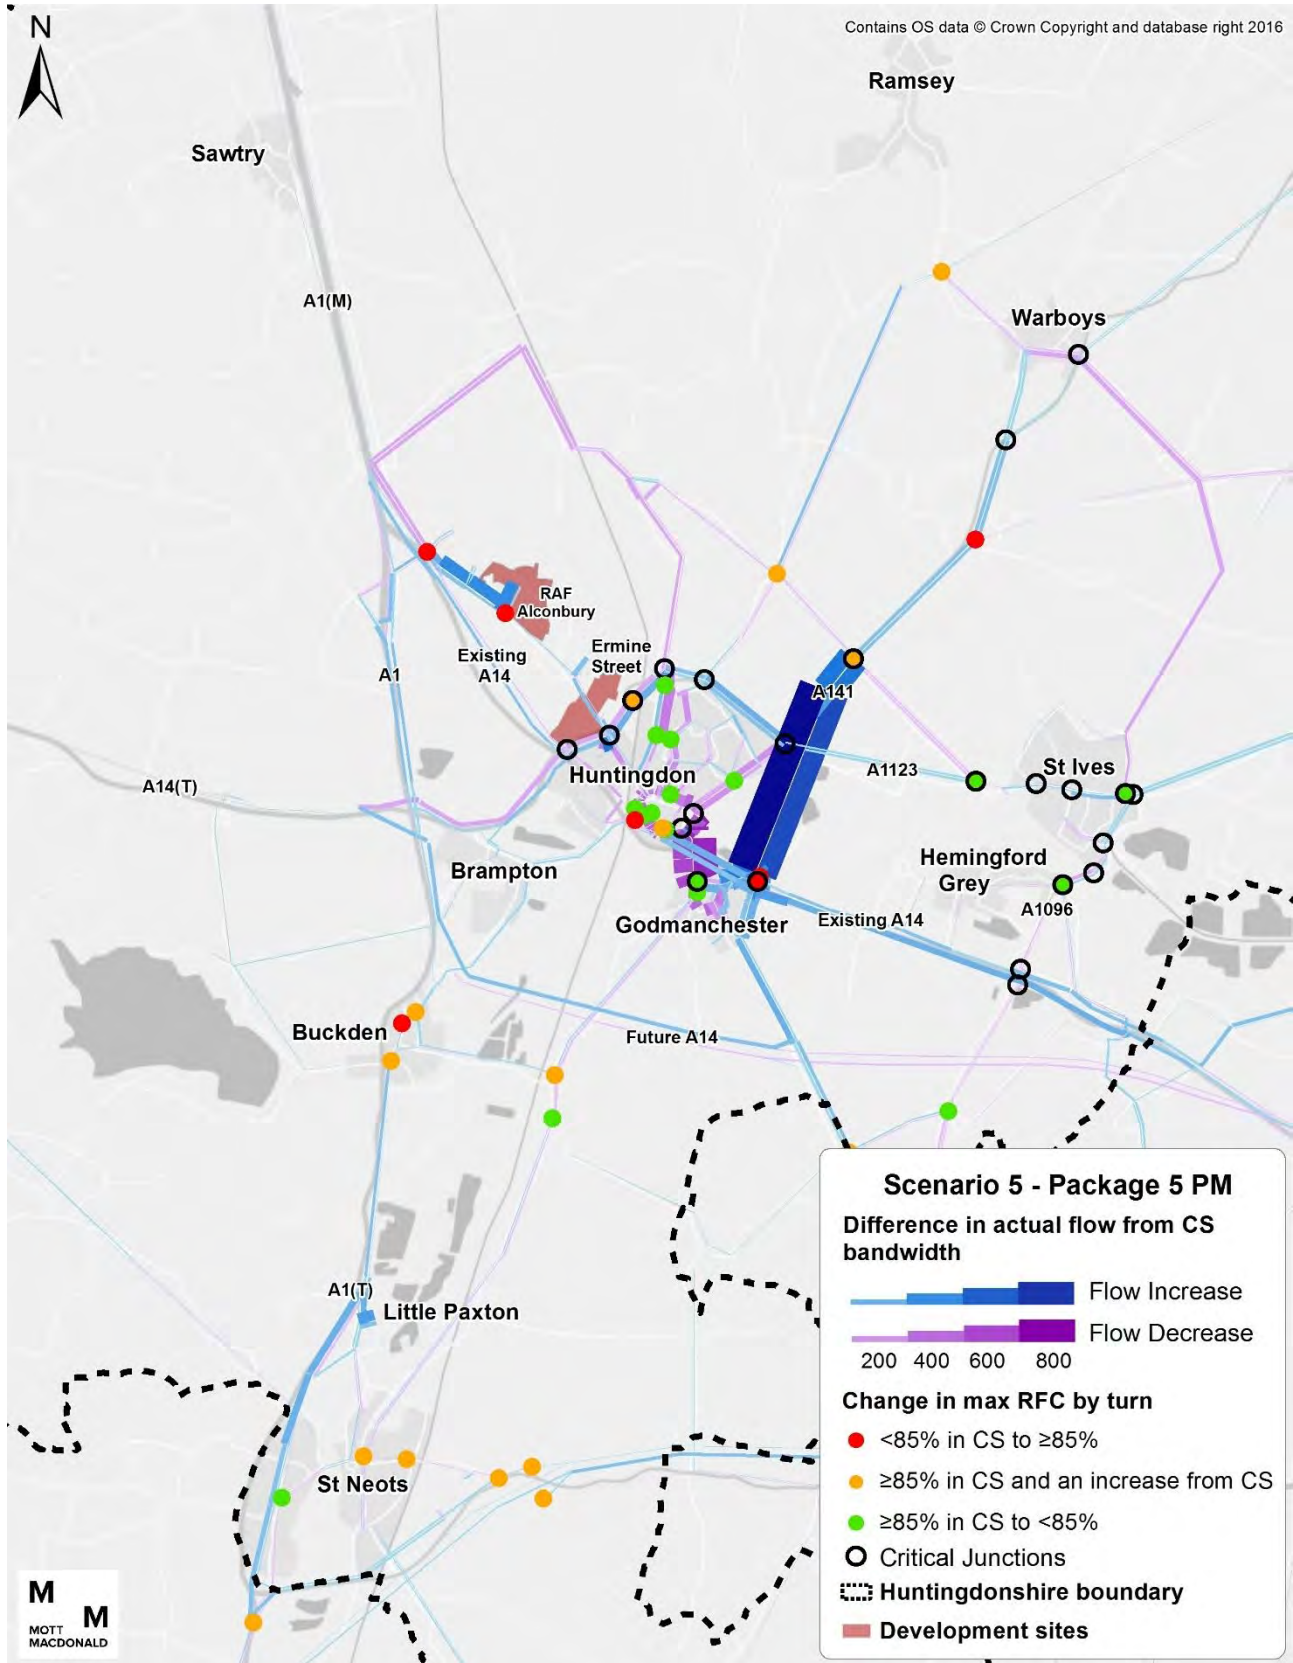 N
Contains OS data © Crown Copyright and database right 2016
Ramsey
Sawtry
A1(M)
Warboys
RAF
Alconbury
Ermine
Street
Existing
A14
A1
A141
A14(T)
Huntingdon
A1123
St Ives
Brampton
Hemingford
Grey
A1096
Godmanchester
Existing A14
Buckden
Future A14
A1(T)
Little Paxton
St Neots
Scenario 5 - Package 5 PM
Difference in actual flow from CS
bandwidth
Flow Increase
Flow Decrease
200 400 600 800
Change in max RFC by turn
<85% in CS to ≥85%
≥85% in CS and an increase from CS
≥85% in CS to <85%
Critical Junctions
Huntingdonshire boundary
Development sites
M
M
MOTT
MACDONALD